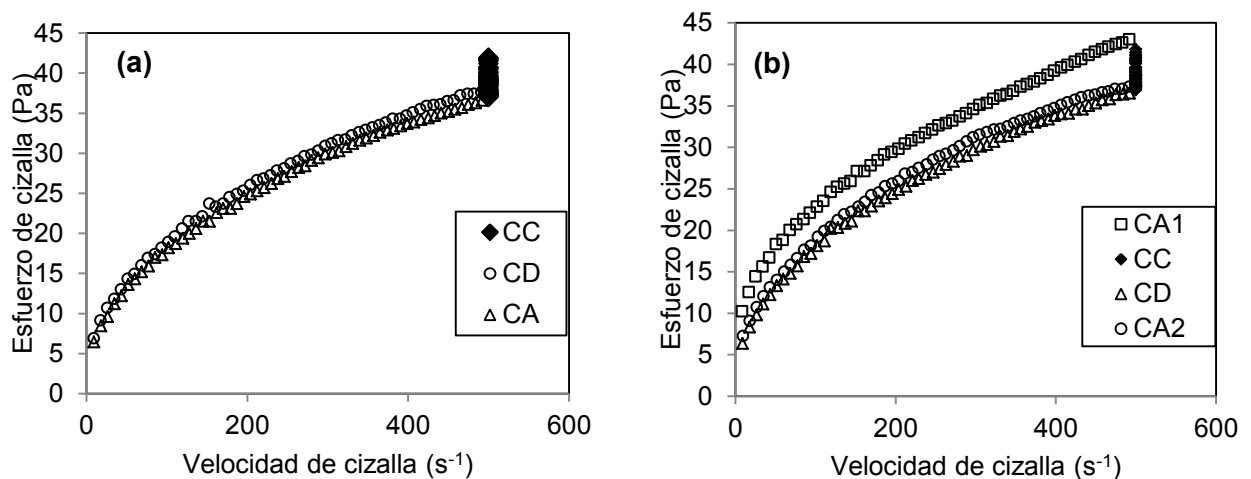 (a)
Esfuerzo de cizalla (Pa)
45
40
35
30
25
20
15
10
5
0
0 200 400 600
Velocidad de cizalla (s⁻¹)
CC
CD
CA
(b)
Esfuerzo de cizalla (Pa)
45
40
35
30
25
20
15
10
5
0
0 200 400 600
Velocidad de cizalla (s⁻¹)
CA1
CC
CD
CA2